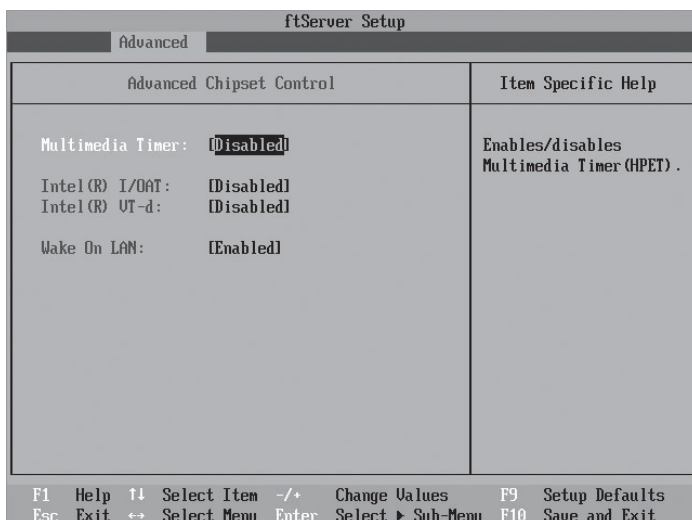 ftServer Setup
Advanced
Advanced Chipset Control
Item Specific Help
Multimedia Timer: [Disabled]
Enables/disables
Multimedia Timer(HPET).
Intel(R) I/OAT: [Disabled]
Intel(R) VT-d: [Disabled]
Wake On LAN: [Enabled]
F1 Help ↑↓ Select Item -/+ Change Values F9 Setup Defaults
Esc Exit ↔ Select Menu Enter Select ▶ Sub-Menu F10 Save and Exit